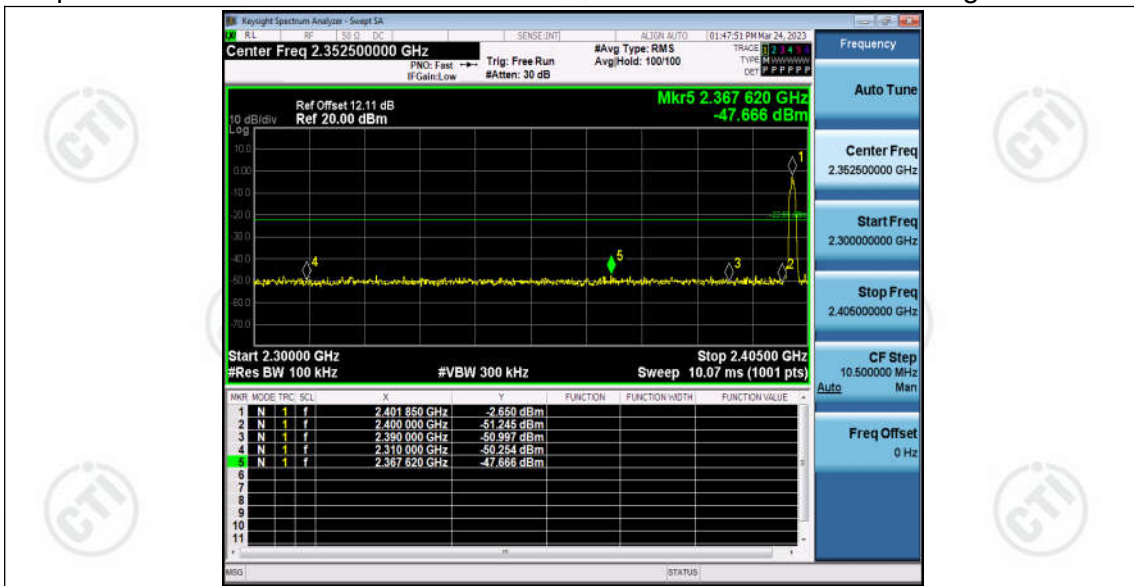 Keysight Spectrum Analyzer - Swept SA
RL RF 50 Ω DC SENSE:INT ALIGN AUTO 01:47:51 PM Mar 24, 2023
Center Freq 2.352500000 GHz
PNO: Fast
IFGain:Low
Trig: Free Run
#Atten: 30 dB
#Avg Type: RMS
Avg|Hold: 100/100
TRACE 1 2 3 4 5 6
TYPE M WWWWW
DET P P P P P P
Frequency
Auto Tune
Center Freq
2.352500000 GHz
Start Freq
2.300000000 GHz
Stop Freq
2.405000000 GHz
CF Step
10.500000 MHz
Auto Man
Freq Offset
0 Hz
Mkr5 2.367 620 GHz
-47.666 dBm
Ref Offset 12.11 dB
10 dB/div Ref 20.00 dBm
Log
10.0
0.00
-10.0
-20.0
-30.0
-40.0
-50.0
-60.0
-70.0
1
4
5
3
2
Start 2.30000 GHz Stop 2.40500 GHz
#Res BW 100 kHz #VBW 300 kHz Sweep 10.07 ms (1001 pts)
MKR MODE TRC SCL X Y FUNCTION FUNCTION WIDTH FUNCTION VALUE
1 N 1 f 2.401 850 GHz -2.650 dBm
2 N 1 f 2.400 000 GHz -51.245 dBm
3 N 1 f 2.390 000 GHz -50.997 dBm
4 N 1 f 2.310 000 GHz -50.254 dBm
5 N 1 f 2.367 620 GHz -47.666 dBm
6
7
8
9
10
11
MSG STATUS
CTI
CTI
CTI
CTI